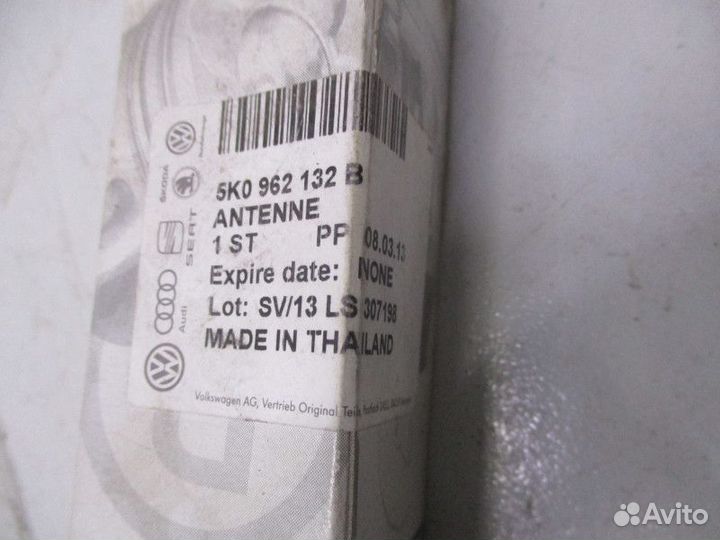 5K0 962 132 B
ANTENNE
1 ST PP 08.03.13
Expire date: NONE
Lot: SV/13 LS 307198
MADE IN THAILAND
Volkswagen AG, Vertrieb Original Teile,
ŠKODA
SEAT
Audi
Avito